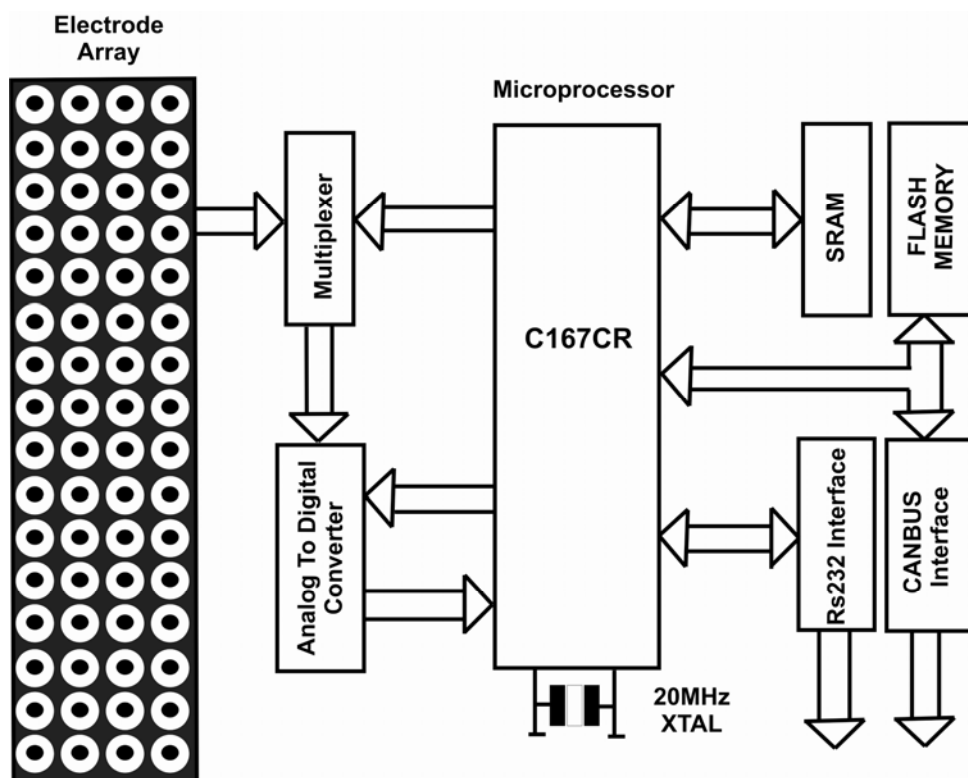 Electrode
Array
Microprocessor
Multiplexer
C167CR
SRAM
FLASH
MEMORY
Analog To Digital
Converter
Rs232 Interface
CANBUS
Interface
20MHz
XTAL